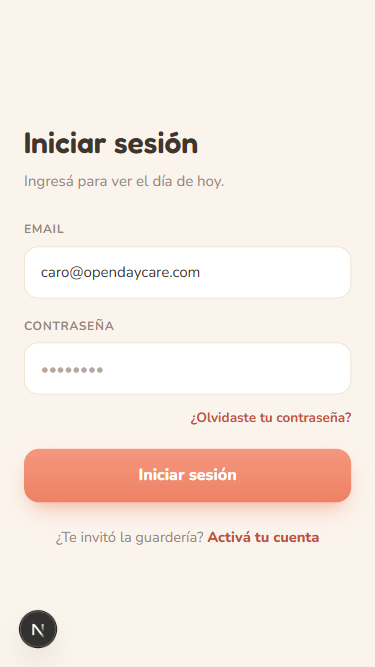 Iniciar sesión
Ingresá para ver el día de hoy.
EMAIL
caro@opendaycare.com
CONTRASEÑA
••••••••
¿Olvidaste tu contraseña?
Iniciar sesión
¿Te invitó la guardería? Activá tu cuenta
N